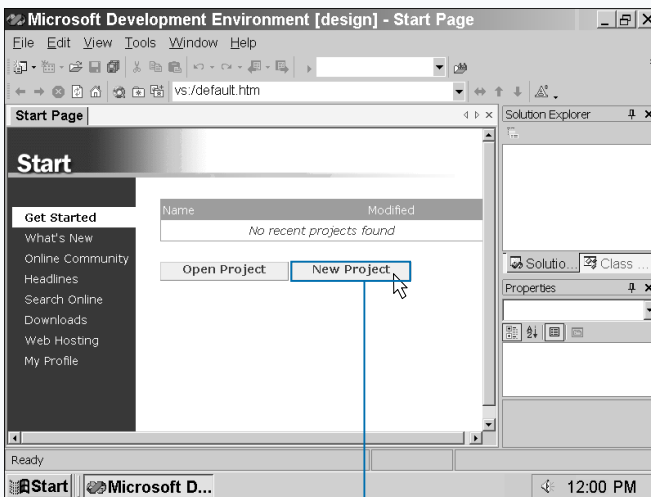 Microsoft Development Environment [design] - Start Page
File Edit View Tools Window Help
vs:/default.htm
Start Page
Solution Explorer
Start
Get Started
What's New
Online Community
Headlines
Search Online
Downloads
Web Hosting
My Profile
Name Modified
No recent projects found
Open Project New Project
Solutio... Class ...
Properties
Ready
Start Microsoft D... 12:00 PM